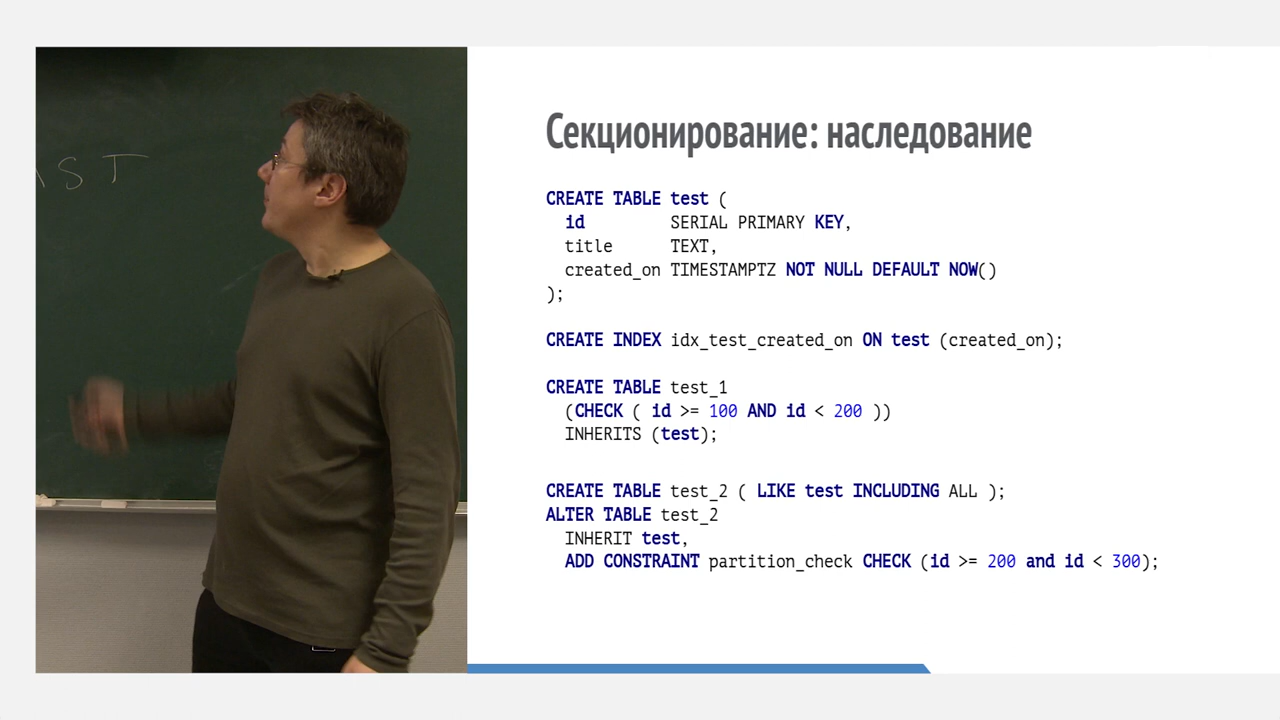 ST
Секционирование: наследование
CREATE TABLE test (
  id         SERIAL PRIMARY KEY,
  title      TEXT,
  created_on TIMESTAMPTZ NOT NULL DEFAULT NOW()
);
CREATE INDEX idx_test_created_on ON test (created_on);
CREATE TABLE test_1
  (CHECK ( id >= 100 AND id < 200 ))
  INHERITS (test);
CREATE TABLE test_2 ( LIKE test INCLUDING ALL );
ALTER TABLE test_2
  INHERIT test,
  ADD CONSTRAINT partition_check CHECK (id >= 200 and id < 300);